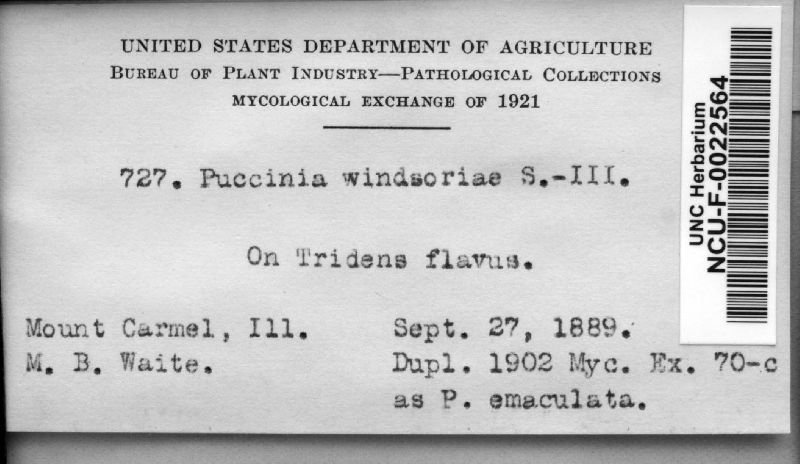 UNITED STATES DEPARTMENT OF AGRICULTURE
BUREAU OF PLANT INDUSTRY—PATHOLOGICAL COLLECTIONS
MYCOLOGICAL EXCHANGE OF 1921
727. Puccinia windsoriae S.-III.
On Tridens flavus.
Mount Carmel, Ill. Sept. 27, 1889.
M. B. Waite. Dupl. 1902 Myc. Ex. 70-c
as P. emaculata.
UNC Herbarium
NCU-F-0022564